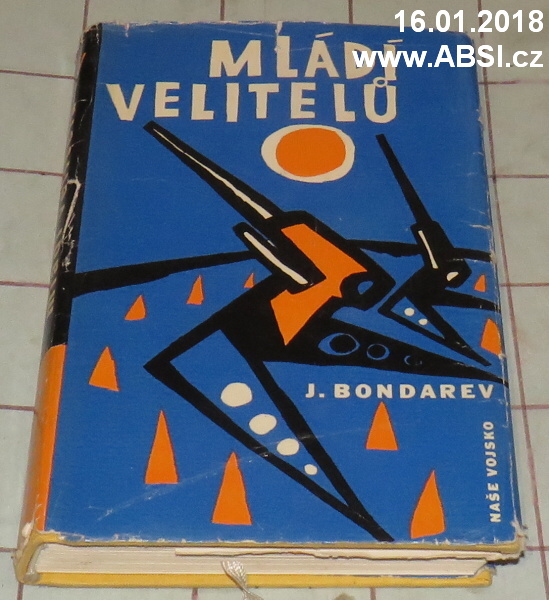 16.01.2018
www.ABSI.cz
MLÁDÍ
VELITELŮ
J. BONDAREV
NAŠE VOJSKO